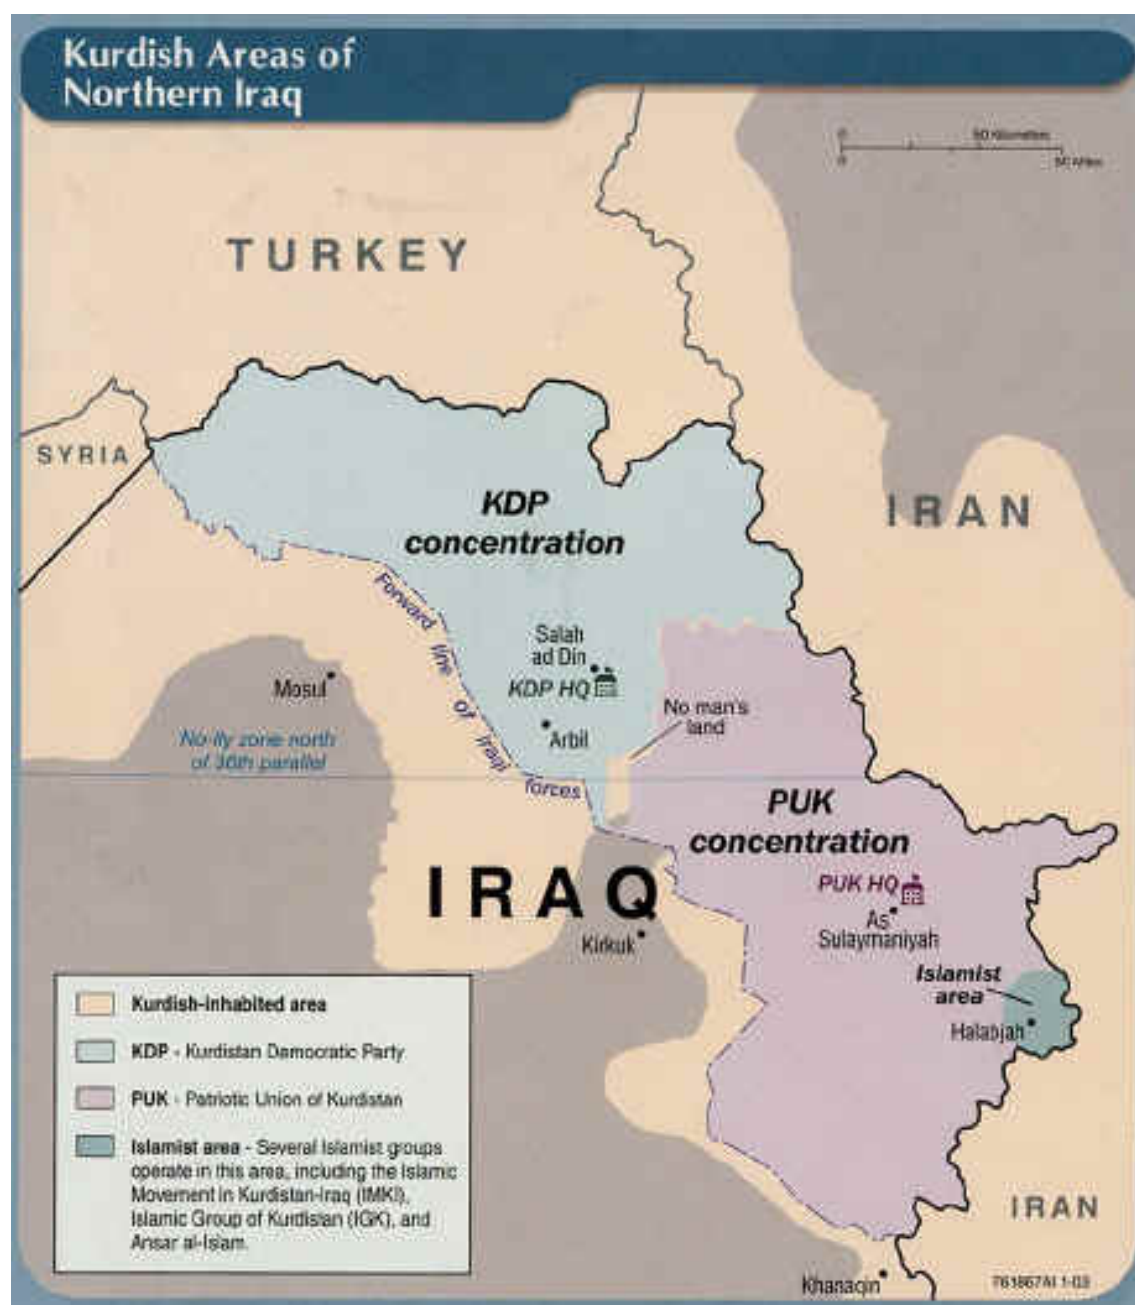 Kurdish Areas of
Northern Iraq
0 50 Kilometers
0 50 Miles
TURKEY
SYRIA
IRAN
KDP
concentration
Forward line of Iraqi forces
Salah
ad Din
KDP HQ
Mosul
No man's
land
Arbil
No-fly zone north
of 36th parallel
PUK
concentration
IRAQ
PUK HQ
As
Sulaymaniyah
Kirkuk
Islamist
area
Halabjah
Kurdish-inhabited area
KDP - Kurdistan Democratic Party
PUK - Patriotic Union of Kurdistan
Islamist area - Several Islamist groups
operate in this area, including the Islamic
Movement in Kurdistan-Iraq (IMKI),
Islamic Group of Kurdistan (IGK), and
Ansar al-Islam.
IRAN
Khanaqin
761867AI 1-03